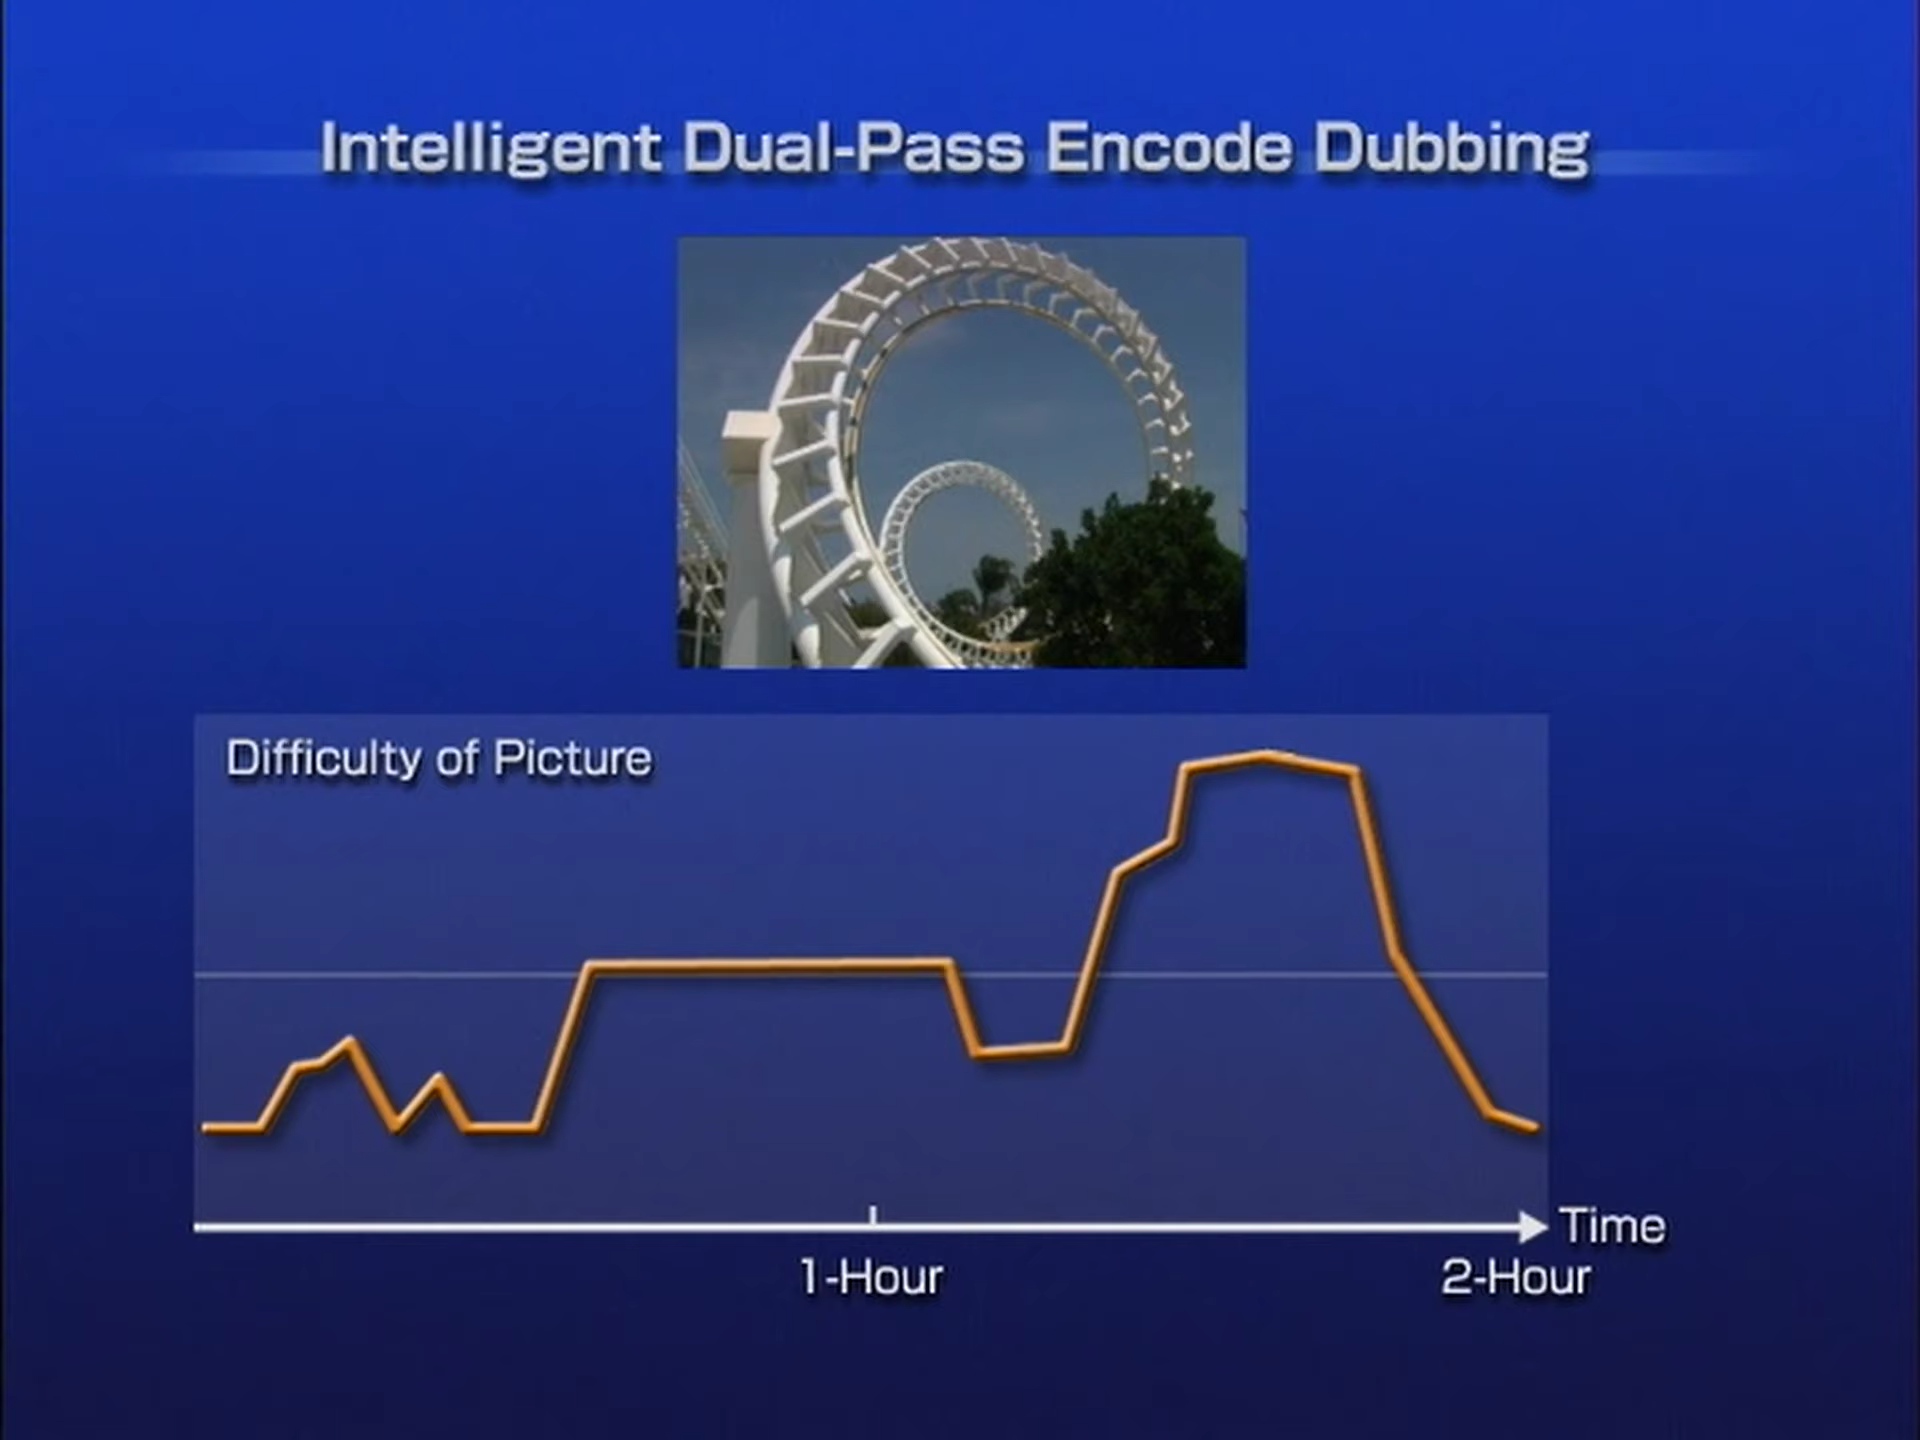 Intelligent Dual-Pass Encode Dubbing
Difficulty of Picture
Time
1-Hour
2-Hour